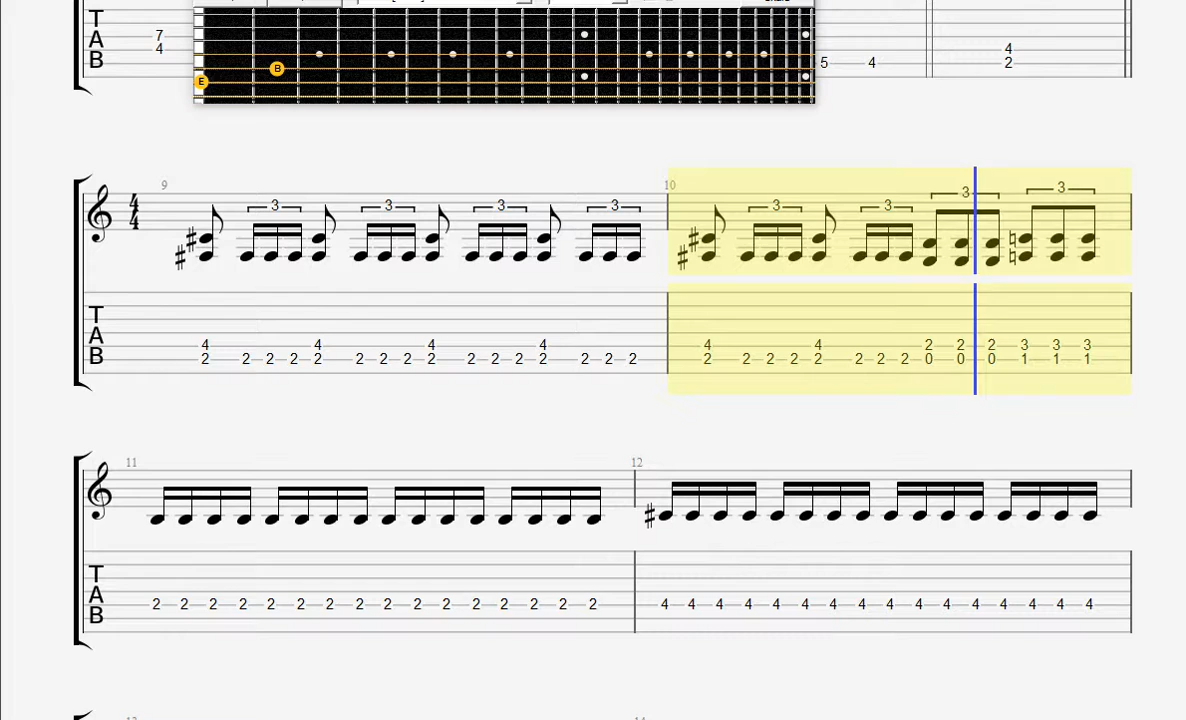 T
A
B
7
4
5 4
4
2
E
B
9
10
4
4
3 3 3 3
3 3 3 3
T
A
B
4 4 4 4
2 2 2 2 2 2 2 2 2 2 2 2 2 2 2 2
4 4 2 2 2 3 3 3
2 2 2 2 2 2 2 2 0 0 0 1 1 1
11
12
T
A
B
2 2 2 2 2 2 2 2 2 2 2 2 2 2 2 2
4 4 4 4 4 4 4 4 4 4 4 4 4 4 4 4